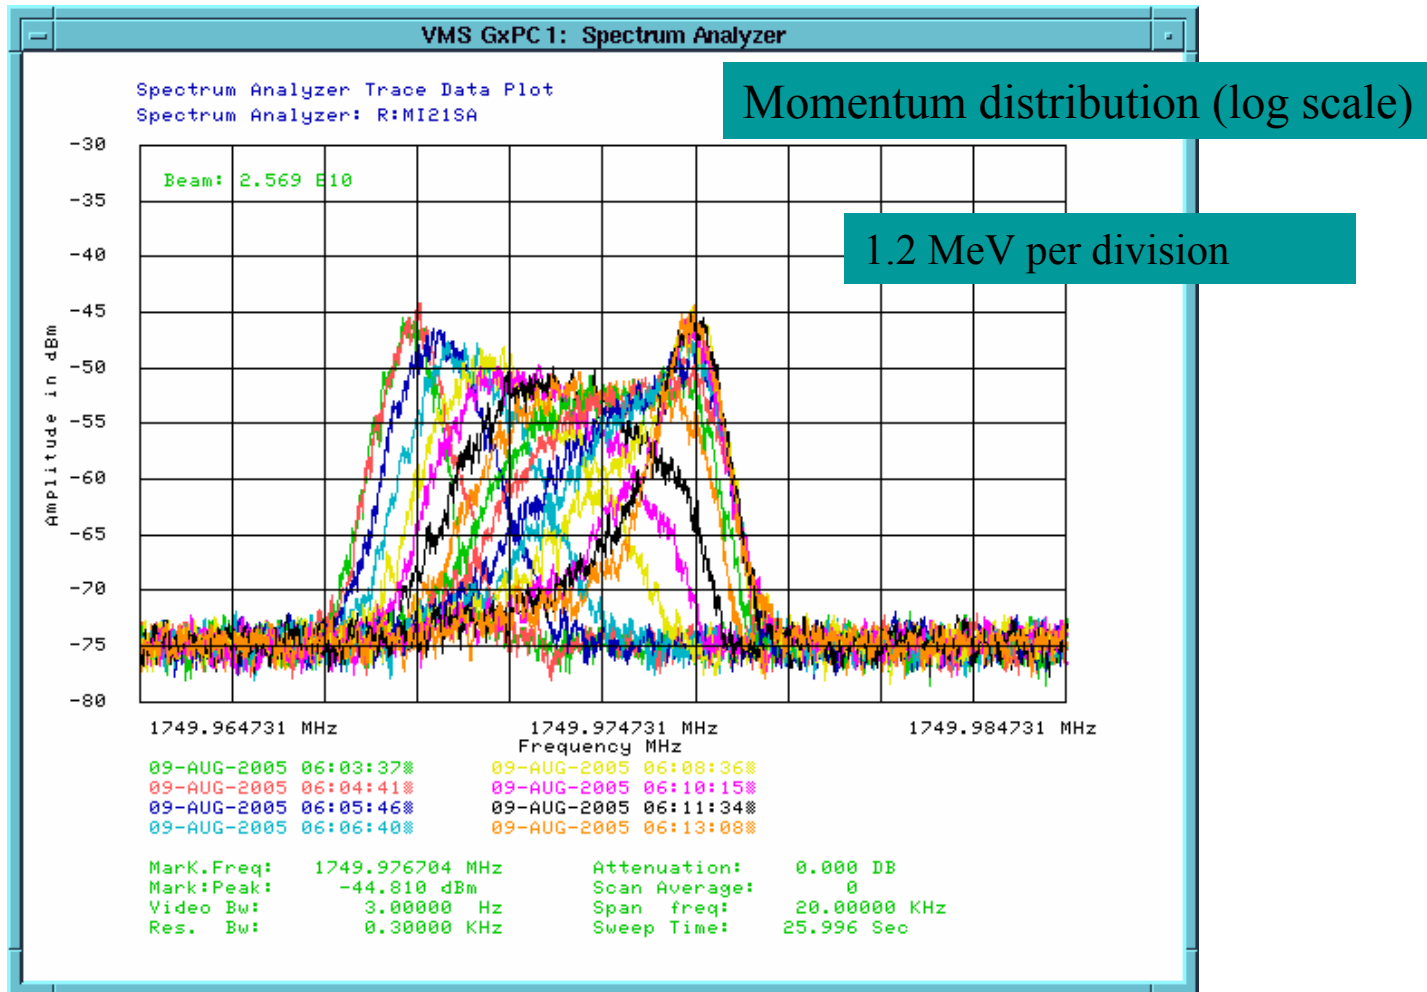 VMS GxPC1: Spectrum Analyzer
Spectrum Analyzer Trace Data Plot
Spectrum Analyzer: R:MI21SA
Momentum distribution (log scale)
1.2 MeV per division
Beam: 2.569 E10
-30
-35
-40
-45
-50
-55
-60
-65
-70
-75
-80
Amplitude in dBm
1749.964731 MHz 1749.974731 MHz 1749.984731 MHz
Frequency MHz
09-AUG-2005 06:03:37 09-AUG-2005 06:08:36
09-AUG-2005 06:04:41 09-AUG-2005 06:10:15
09-AUG-2005 06:05:46 09-AUG-2005 06:11:34
09-AUG-2005 06:06:40 09-AUG-2005 06:13:08
MarK.Freq: 1749.976704 MHz Attenuation: 0.000 DB
Mark:Peak: -44.810 dBm Scan Average: 0
Video Bw: 3.00000 Hz Span freq: 20.00000 KHz
Res. Bw: 0.30000 KHz Sweep Time: 25.996 Sec